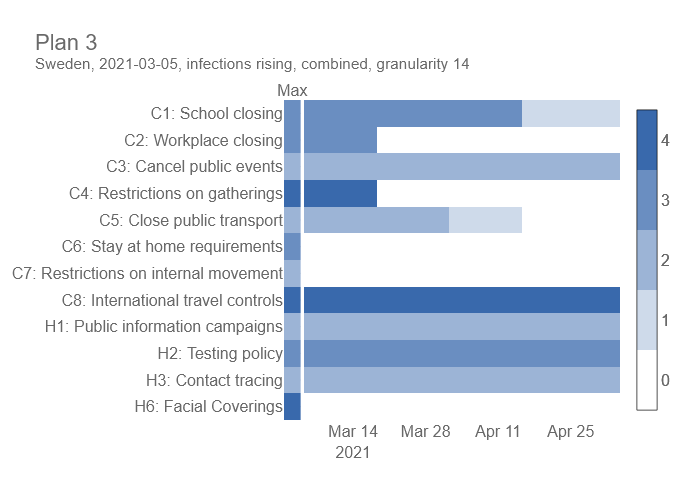 Plan 3
Sweden, 2021-03-05, infections rising, combined, granularity 14
Max
C1: School closing
C2: Workplace closing
C3: Cancel public events
C4: Restrictions on gatherings
C5: Close public transport
C6: Stay at home requirements
C7: Restrictions on internal movement
C8: International travel controls
H1: Public information campaigns
H2: Testing policy
H3: Contact tracing
H6: Facial Coverings
Mar 14 Mar 28 Apr 11 Apr 25
2021
4
3
2
1
0